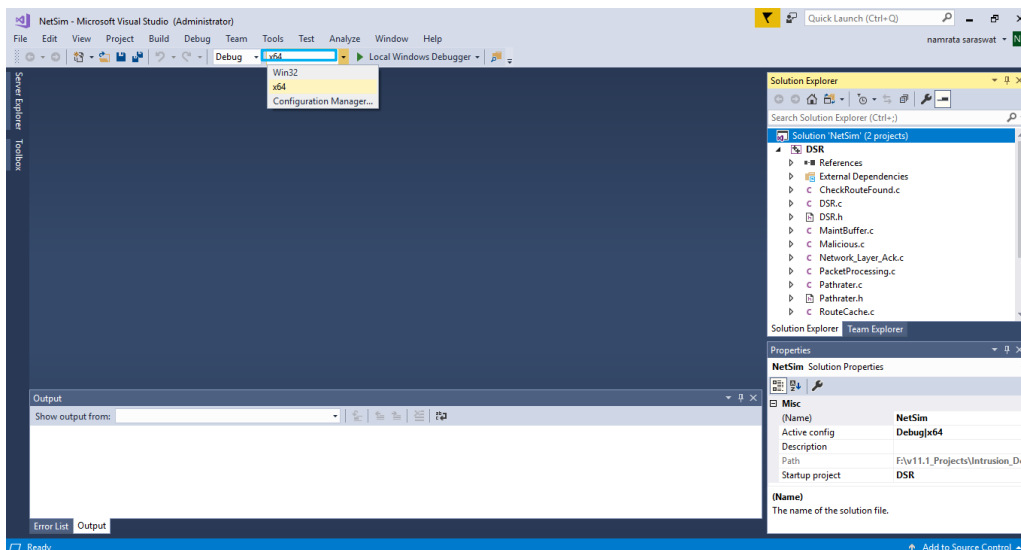 NetSim - Microsoft Visual Studio (Administrator)
Quick Launch (Ctrl+Q)
File Edit View Project Build Debug Team Tools Test Analyze Window Help
namrata saraswat
Debug x64 Local Windows Debugger
Win32
x64
Configuration Manager...
Server Explorer
Toolbox
Solution Explorer
Search Solution Explorer (Ctrl+;)
Solution 'NetSim' (2 projects)
DSR
References
External Dependencies
CheckRouteFound.c
DSR.c
DSR.h
MaintBuffer.c
Malicious.c
Network_Layer_Ack.c
PacketProcessing.c
Pathrater.c
Pathrater.h
RouteCache.c
Solution Explorer Team Explorer
Properties
NetSim Solution Properties
Misc
(Name) NetSim
Active config Debug|x64
Description
Path F:\v11.1_Projects\Intrusion_D
Startup project DSR
(Name)
The name of the solution file.
Output
Show output from:
Error List Output
Ready
Add to Source Control